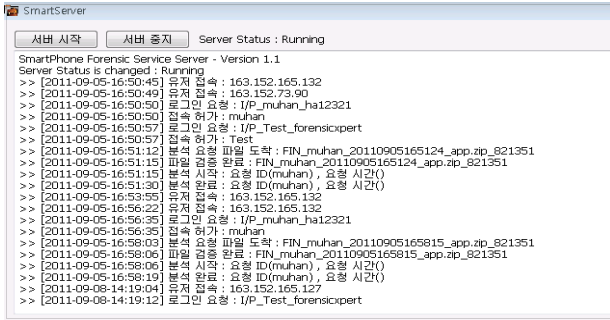 SmartServer
서버 시작 서버 중지 Server Status : Running
SmartPhone Forensic Service Server - Version 1.1
Server Status is changed : Running
>> [2011-09-05-16:50:45] 유저 접속 : 163.152.165.132
>> [2011-09-05-16:50:49] 유저 접속 : 163.152.73.90
>> [2011-09-05-16:50:50] 로그인 요청 : I/P_muhan_ha12321
>> [2011-09-05-16:50:50] 접속 허가 : muhan
>> [2011-09-05-16:50:57] 로그인 요청 : I/P_Test_forensicxpert
>> [2011-09-05-16:50:57] 접속 허가 : Test
>> [2011-09-05-16:51:12] 분석 요청 파일 도착 : FIN_muhan_20110905165124_app.zip_821351
>> [2011-09-05-16:51:15] 파일 검증 완료 : FIN_muhan_20110905165124_app.zip_821351
>> [2011-09-05-16:51:15] 분석 시작 : 요청 ID(muhan) , 요청 시간()
>> [2011-09-05-16:51:30] 분석 완료 : 요청 ID(muhan) , 요청 시간()
>> [2011-09-05-16:53:55] 유저 접속 : 163.152.165.132
>> [2011-09-05-16:56:22] 유저 접속 : 163.152.165.132
>> [2011-09-05-16:56:35] 로그인 요청 : I/P_muhan_ha12321
>> [2011-09-05-16:56:35] 접속 허가 : muhan
>> [2011-09-05-16:58:03] 분석 요청 파일 도착 : FIN_muhan_20110905165815_app.zip_821351
>> [2011-09-05-16:58:06] 파일 검증 완료 : FIN_muhan_20110905165815_app.zip_821351
>> [2011-09-05-16:58:06] 분석 시작 : 요청 ID(muhan) , 요청 시간()
>> [2011-09-05-16:58:19] 분석 완료 : 요청 ID(muhan) , 요청 시간()
>> [2011-09-08-14:19:04] 유저 접속 : 163.152.165.127
>> [2011-09-08-14:19:12] 로그인 요청 : I/P_Test_forensicxpert